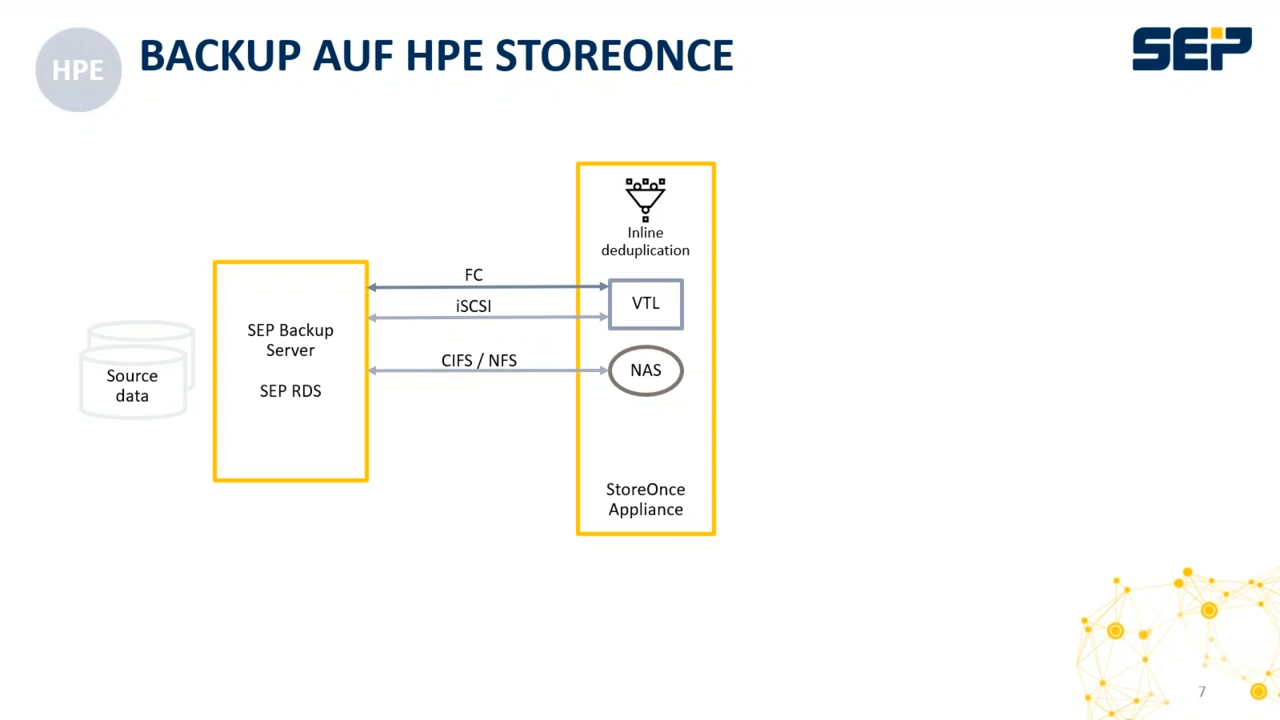 HPE
BACKUP AUF HPE STOREONCE
SEP
Inline
deduplication
FC
VTL
iSCSI
SEP Backup
Server
CIFS / NFS
NAS
Source
data
SEP RDS
StoreOnce
Appliance
7